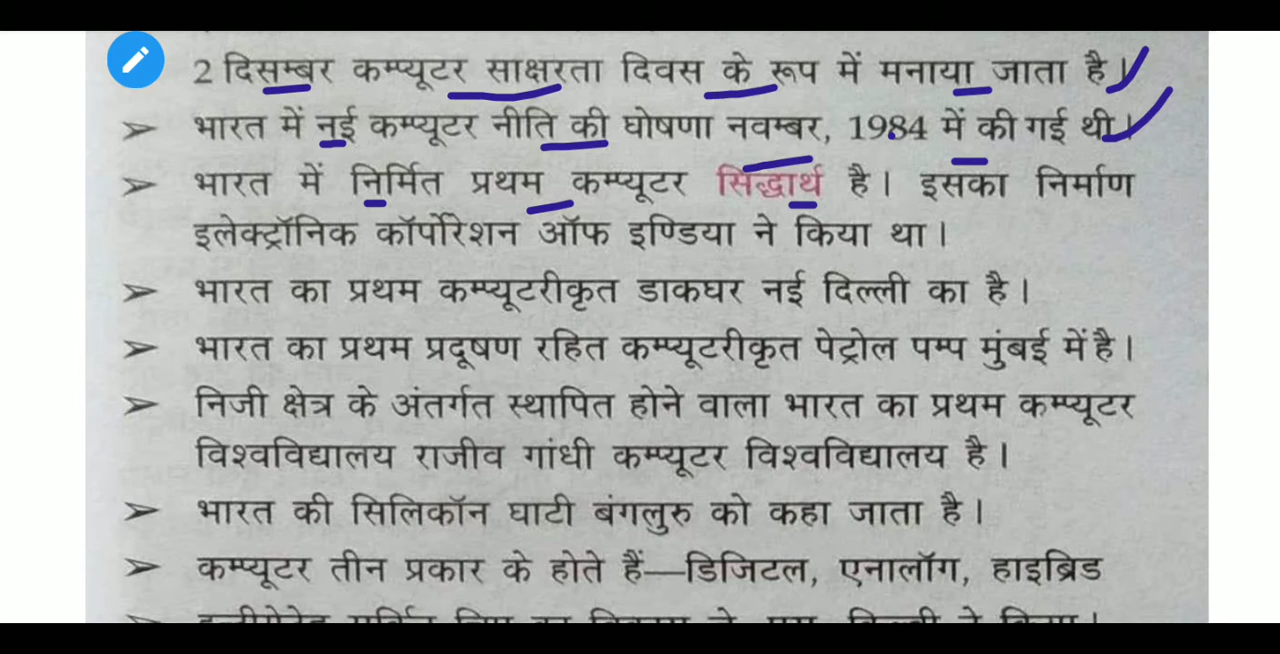 2 दिसम्बर कम्प्यूटर साक्षरता दिवस के रूप में मनाया जाता है।
➤ भारत में नई कम्प्यूटर नीति की घोषणा नवम्बर, 1984 में की गई थी।
➤ भारत में निर्मित प्रथम कम्प्यूटर सिद्धार्थ है। इसका निर्माण
इलेक्ट्रॉनिक कॉर्पोरेशन ऑफ इण्डिया ने किया था।
➤ भारत का प्रथम कम्प्यूटरीकृत डाकघर नई दिल्ली का है।
➤ भारत का प्रथम प्रदूषण रहित कम्प्यूटरीकृत पेट्रोल पम्प मुंबई में है।
➤ निजी क्षेत्र के अंतर्गत स्थापित होने वाला भारत का प्रथम कम्प्यूटर
विश्वविद्यालय राजीव गांधी कम्प्यूटर विश्वविद्यालय है।
➤ भारत की सिलिकॉन घाटी बंगलुरु को कहा जाता है।
➤ कम्प्यूटर तीन प्रकार के होते हैं—डिजिटल, एनालॉग, हाइब्रिड